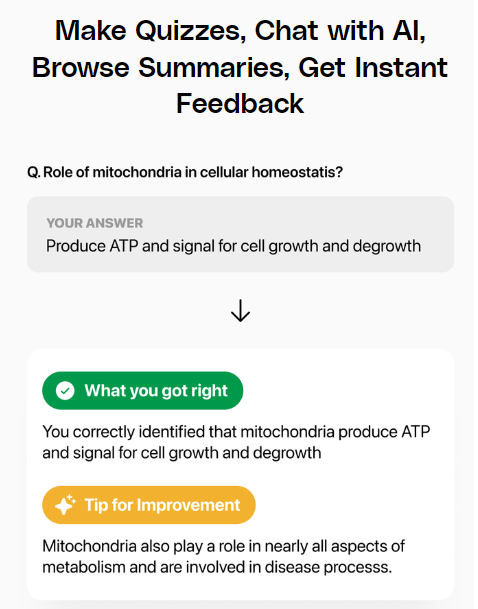 Make Quizzes, Chat with AI,
Browse Summaries, Get Instant
Feedback
Q. Role of mitochondria in cellular homeostatis?
YOUR ANSWER
Produce ATP and signal for cell growth and degrowth
What you got right
You correctly identified that mitochondria produce ATP
and signal for cell growth and degrowth
Tip for Improvement
Mitochondria also play a role in nearly all aspects of
metabolism and are involved in disease processs.